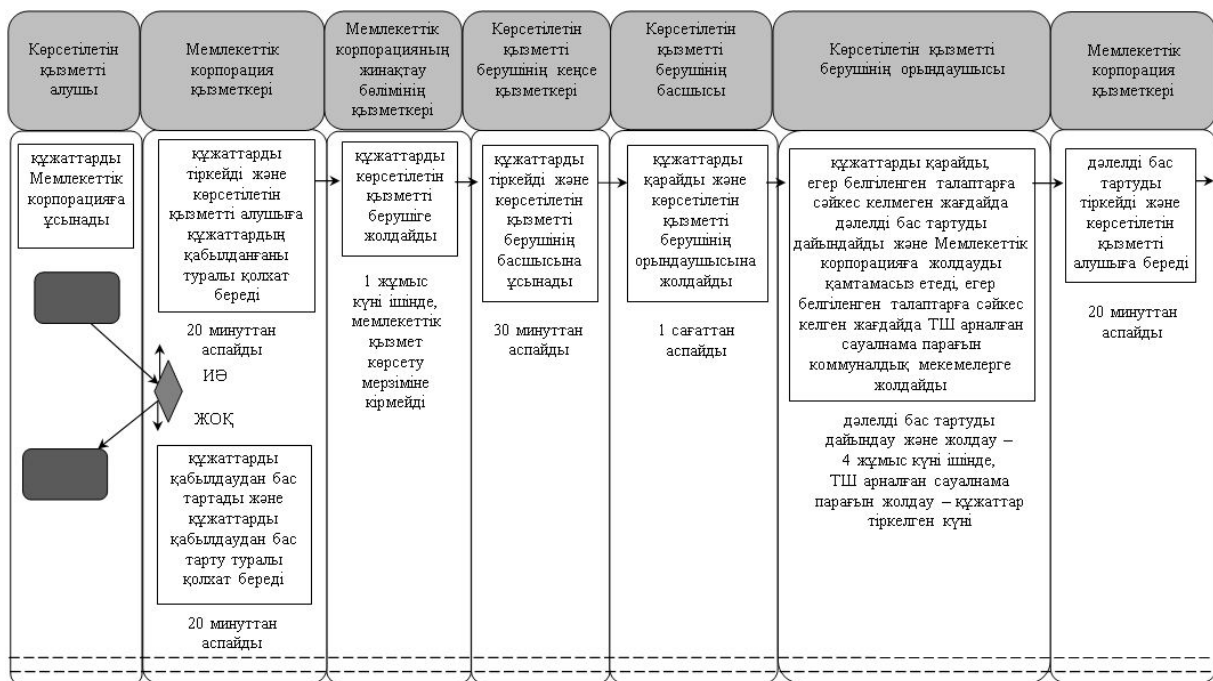 Көрсетілетін
қызметті
алушы
Мемлекеттік
корпорация
қызметкері
Мемлекеттік
корпорацияның
жинақтау
бөлімінің
қызметкері
Көрсетілетін
қызметті
берушінің кеңсе
қызметкері
Көрсетілетін
қызметті
берушінің
басшысы
Көрсетілетін қызметті
берушінің орындаушысы
Мемлекеттік
корпорация
қызметкері
құжаттарды
Мемлекеттік
корпорацияға
ұсынады
құжаттарды
тіркейді және
көрсетілетін
қызметті алушыға
құжаттардың
қабылданғаны
туралы қолхат
береді
20 минуттан
аспайды
ИӘ
ЖОҚ
құжаттарды
қабылдаудан бас
тартады және
құжаттарды
қабылдаудан бас
тарту туралы
қолхат береді
20 минуттан
аспайды
құжаттарды
көрсетілетін
қызметті
берушіге
жолдайды
1 жұмыс
күні ішінде,
мемлекеттік
қызмет
көрсету
мерзіміне
кірмейді
құжаттарды
тіркейді және
көрсетілетін
қызметті
берушінің
басшысына
ұсынады
30 минуттан
аспайды
құжаттарды
қарайды және
көрсетілетін
қызметті
берушінің
орындаушысына
жолдайды
1 сағаттан
аспайды
құжаттарды қарайды,
егер белгіленген талаптарға
сәйкес келмеген жағдайда
дәлелді бас тартуды
дайындайды және Мемлекеттік
корпорацияға жолдауды
қамтамасыз етеді, егер
белгіленген талаптарға сәйкес
келген жағдайда ТШ арналған
сауалнама парағын
коммуналдық мекемелерге
жолдайды
дәлелді бас тартуды
дайындау және жолдау –
4 жұмыс күні ішінде,
ТШ арналған сауалнама
парағын жолдау – құжаттар
тіркелген күні
дәлелді бас
тартуды
тіркейді және
көрсетілетін
қызметті
алушыға береді
20 минуттан
аспайды